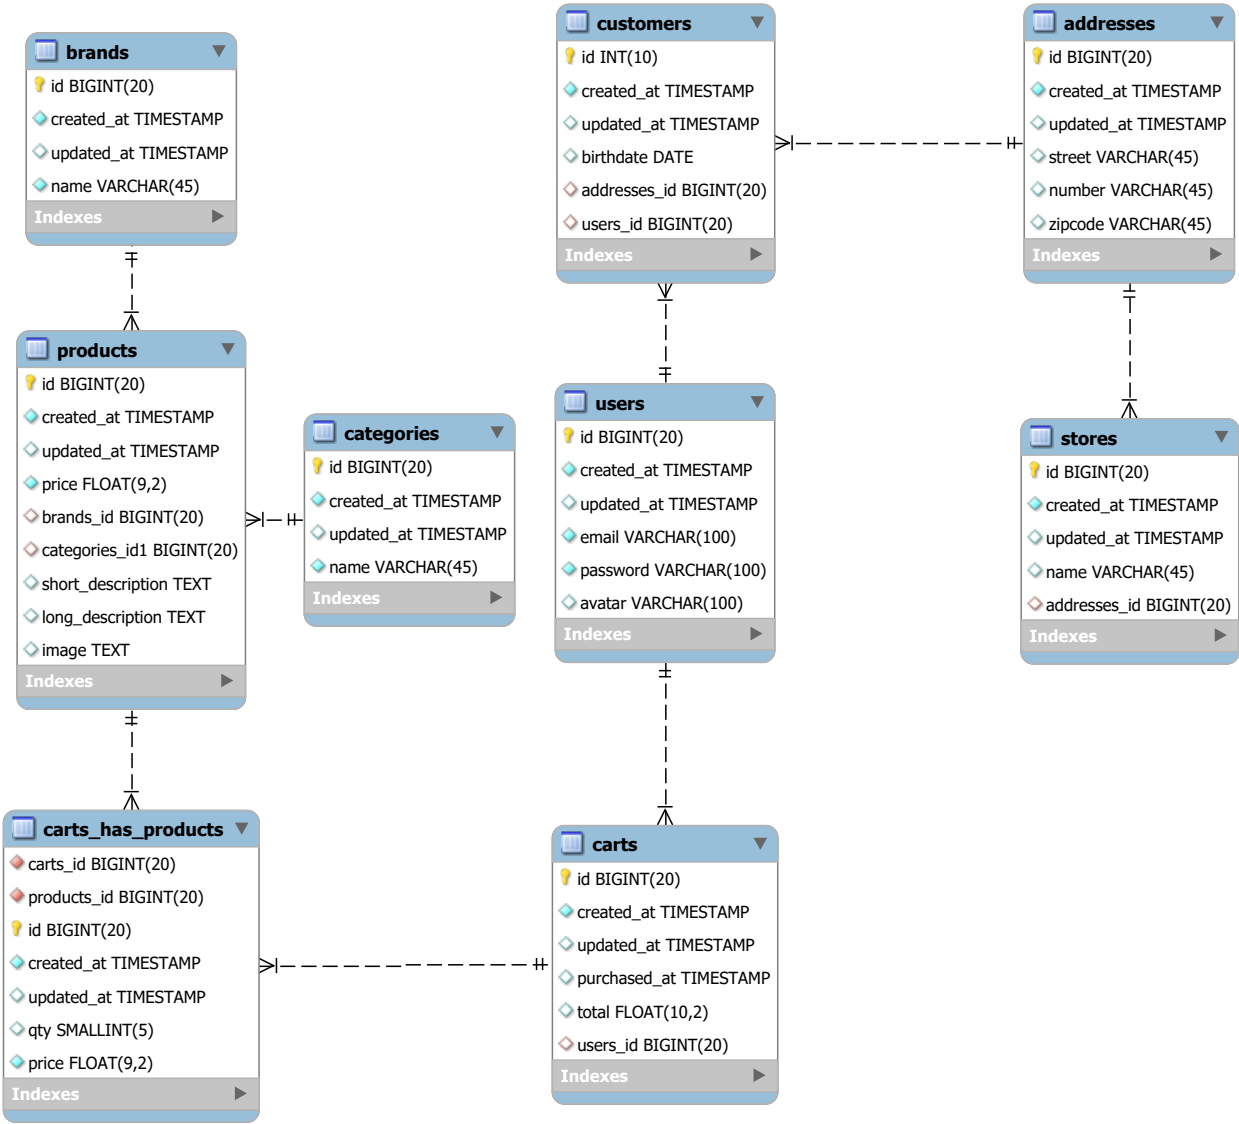 brands
id BIGINT(20)
created_at TIMESTAMP
updated_at TIMESTAMP
name VARCHAR(45)
Indexes
products
id BIGINT(20)
created_at TIMESTAMP
updated_at TIMESTAMP
price FLOAT(9,2)
brands_id BIGINT(20)
categories_id1 BIGINT(20)
short_description TEXT
long_description TEXT
image TEXT
Indexes
categories
id BIGINT(20)
created_at TIMESTAMP
updated_at TIMESTAMP
name VARCHAR(45)
Indexes
carts_has_products
carts_id BIGINT(20)
products_id BIGINT(20)
id BIGINT(20)
created_at TIMESTAMP
updated_at TIMESTAMP
qty SMALLINT(5)
price FLOAT(9,2)
Indexes
customers
id INT(10)
created_at TIMESTAMP
updated_at TIMESTAMP
birthdate DATE
addresses_id BIGINT(20)
users_id BIGINT(20)
Indexes
users
id BIGINT(20)
created_at TIMESTAMP
updated_at TIMESTAMP
email VARCHAR(100)
password VARCHAR(100)
avatar VARCHAR(100)
Indexes
carts
id BIGINT(20)
created_at TIMESTAMP
updated_at TIMESTAMP
purchased_at TIMESTAMP
total FLOAT(10,2)
users_id BIGINT(20)
Indexes
addresses
id BIGINT(20)
created_at TIMESTAMP
updated_at TIMESTAMP
street VARCHAR(45)
number VARCHAR(45)
zipcode VARCHAR(45)
Indexes
stores
id BIGINT(20)
created_at TIMESTAMP
updated_at TIMESTAMP
name VARCHAR(45)
addresses_id BIGINT(20)
Indexes